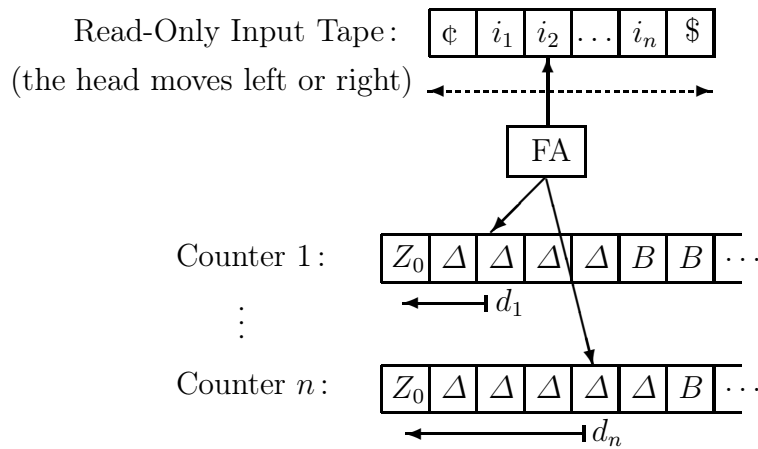 Read-Only Input Tape: ¢ i₁ i₂ ... iₙ $
(the head moves left or right)
FA
Counter 1: Z₀ Δ Δ Δ Δ B B ...
d₁
⋮
Counter n: Z₀ Δ Δ Δ Δ Δ B ...
dₙ